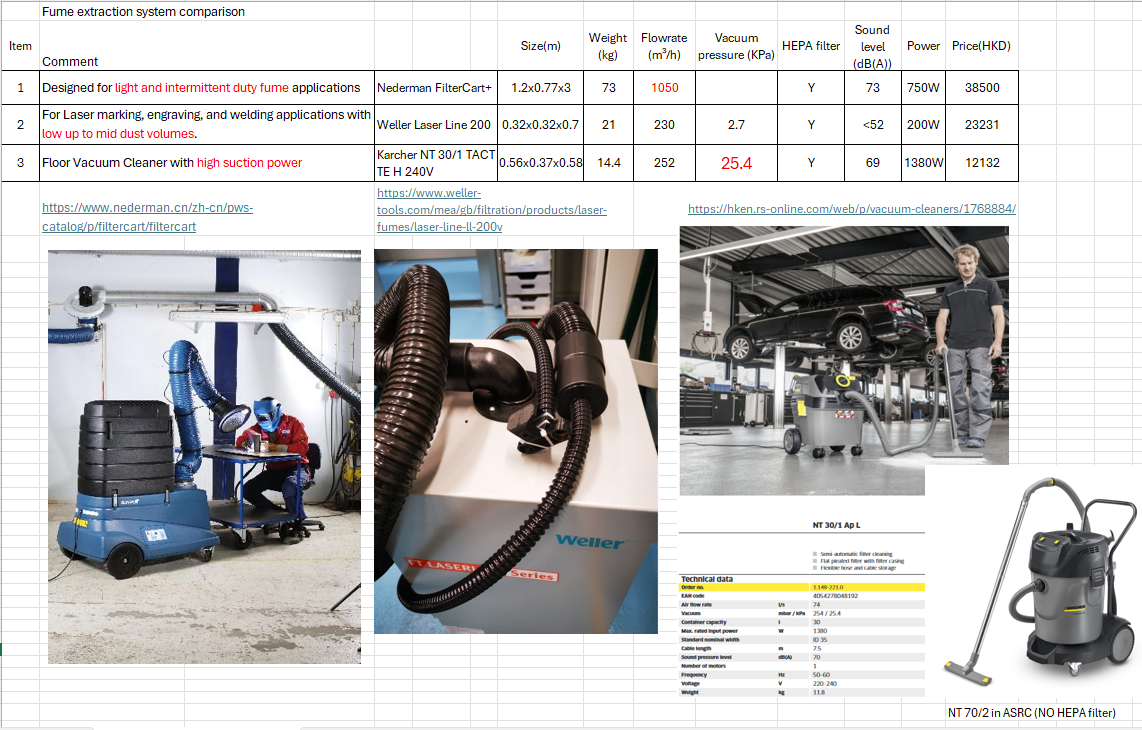 Fume extraction system comparison
Item Comment Size(m) Weight (kg) Flowrate (m³/h) Vacuum pressure (KPa) HEPA filter Sound level (dB(A)) Power Price(HKD)
1 Designed for light and intermittent duty fume applications Nederman FilterCart+ 1.2x0.77x3 73 1050 Y 73 750W 38500
2 For Laser marking, engraving, and welding applications with low up to mid dust volumes. Weller Laser Line 200 0.32x0.32x0.7 21 230 2.7 Y <52 200W 23231
3 Floor Vacuum Cleaner with high suction power Karcher NT 30/1 TACT TE H 240V 0.56x0.37x0.58 14.4 252 25.4 Y 69 1380W 12132
https://www.nederman.cn/zh-cn/pws-
catalog/p/filtercart/filtercart
https://www.weller-
tools.com/mea/gb/filtration/products/laser-
fumes/laser-line-ll-200v
https://hken.rs-online.com/web/p/vacuum-cleaners/1768884/
Weller
FT LASER
Series
NT 30/1 Ap L
Semi-automatic filter cleaning
Flat pleated filter with filter casing
Flexible hose and cable storage
Technical data
Order no. 1.148-221.0
EAN code 4054278048192
Air flow rate l/s 74
Vacuum mbar / kPa 254 / 25.4
Container capacity l 30
Max. rated input power W 1380
Standard nominal width ID 35
Cable length m 7.5
Sound pressure level dB(A) 70
Number of motors 1
Frequency Hz 50-60
Voltage V 220-240
Weight kg 11.8
NT 70/2 in ASRC (NO HEPA filter)